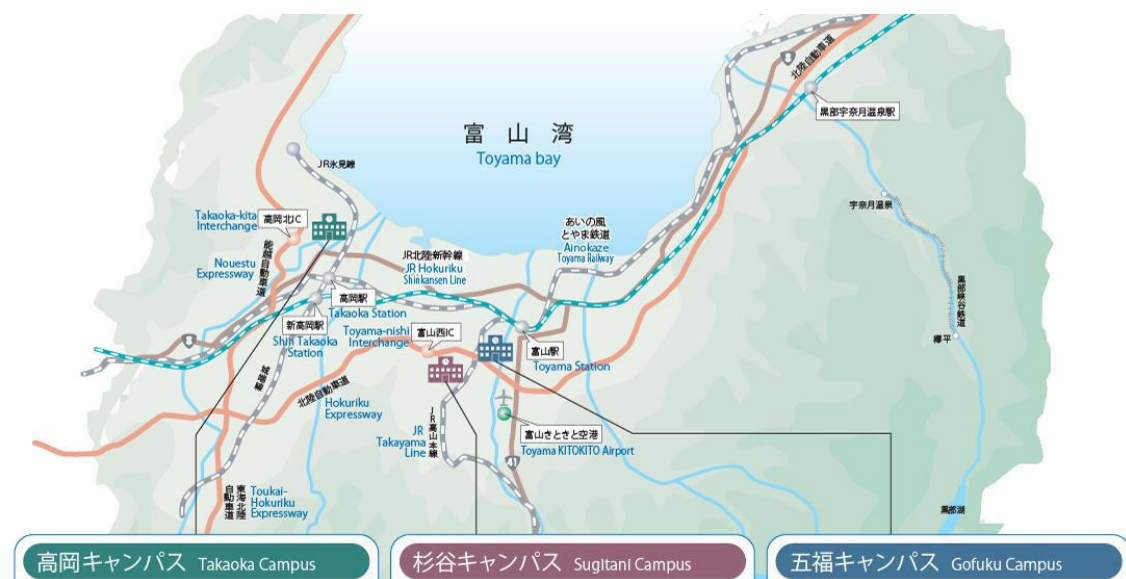 北陸自動車道
8
黒部宇奈月温泉駅
富山湾
Toyama bay
JR氷見線
宇奈月温泉
Takaoka-kita
Interchange
高岡北IC
あいの風
とやま鉄道
Ainokaze
Toyama Railway
能越自動車道
Nouestu
Expressway
JR北陸新幹線
JR Hokuriku
Shinkansen Line
黒部峡谷鉄道
高岡駅
Takaoka Station
新高岡駅
Shin Takaoka
Station
8
Toyama-nishi
Interchange
富山西IC
富山駅
Toyama Station
欅平
城端線
北陸自動車道
Hokuriku
Expressway
JR
Takayama
Line
JR高山本線
富山きときと空港
Toyama KITOKITO Airport
41
東海北陸
自動車道
Toukai-
Hokuriku
Expressway
黒部湖
高岡キャンパス Takaoka Campus
杉谷キャンパス Sugitani Campus
五福キャンパス Gofuku Campus